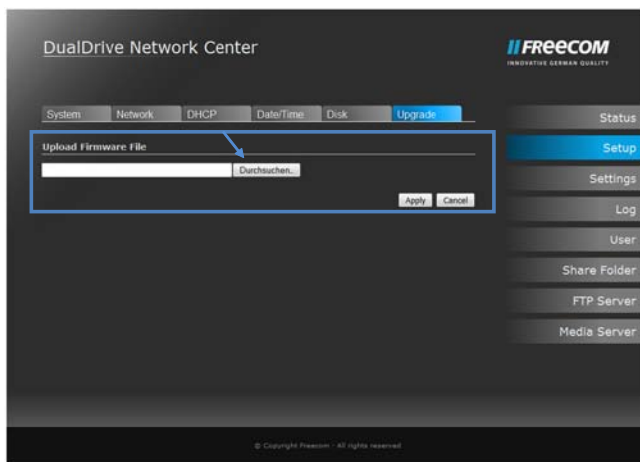 DualDrive Network Center
FREECOM
INNOVATIVE GERMAN QUALITY
System Network DHCP Date/Time Disk Upgrade
Upload Firmware File
Durchsuchen..
Apply Cancel
Status
Setup
Settings
Log
User
Share Folder
FTP Server
Media Server
© Copyright Freecom - All rights reserved